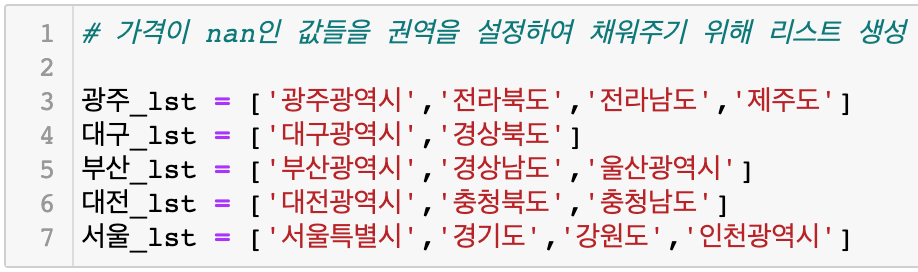 1 # 가격이 nan인 값들을 권역을 설정하여 채워주기 위해 리스트 생성
2
3 광주_lst = ['광주광역시','전라북도','전라남도','제주도']
4 대구_lst = ['대구광역시','경상북도']
5 부산_lst = ['부산광역시','경상남도','울산광역시']
6 대전_lst = ['대전광역시','충청북도','충청남도']
7 서울_lst = ['서울특별시','경기도','강원도','인천광역시']